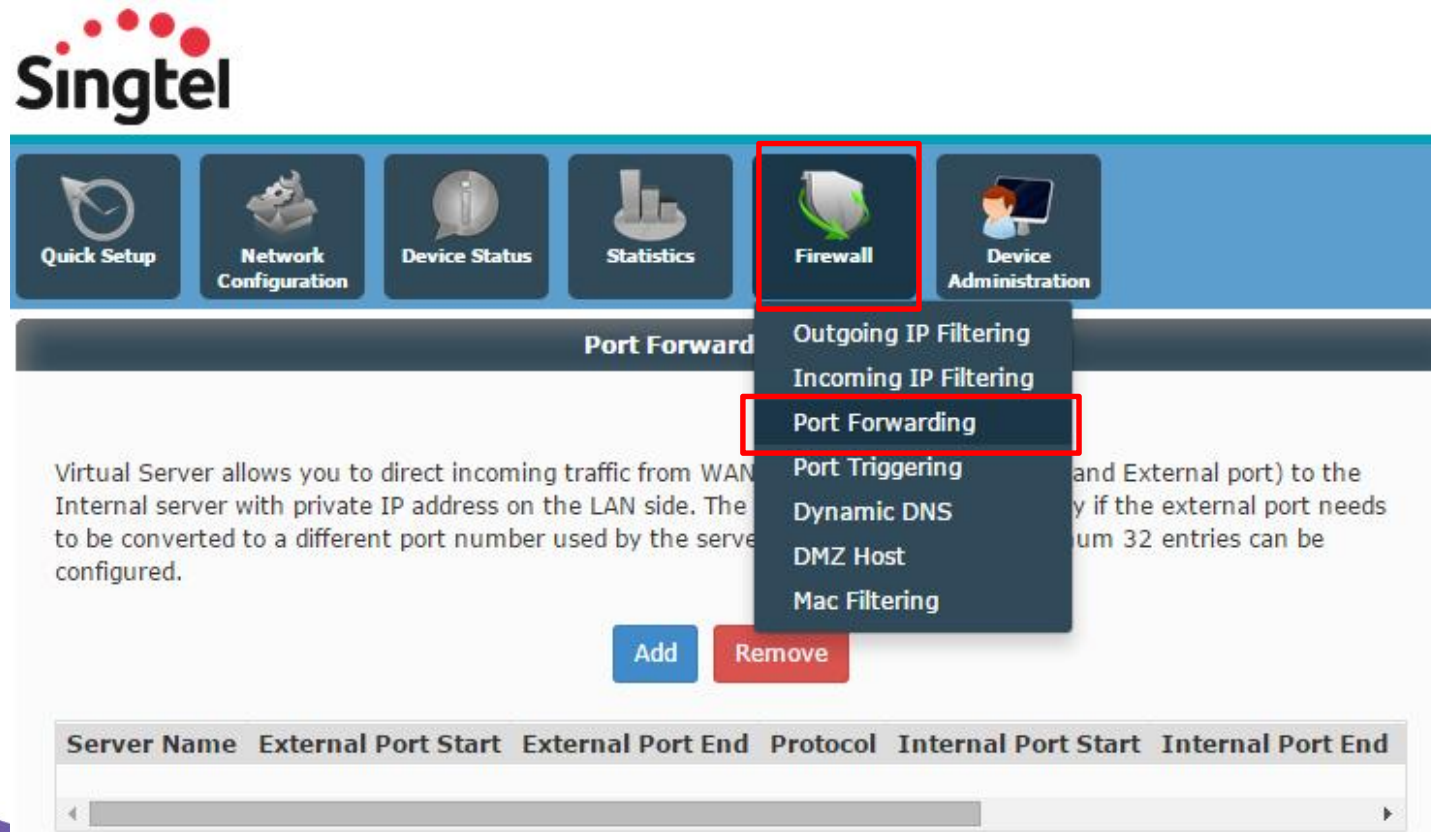 Singtel
Quick Setup
Network
Configuration
Device Status
Statistics
Firewall
Device
Administration
Port Forward
Outgoing IP Filtering
Incoming IP Filtering
Port Forwarding
Port Triggering
Dynamic DNS
DMZ Host
Mac Filtering
Virtual Server allows you to direct incoming traffic from WAN and External port) to the
Internal server with private IP address on the LAN side. The if the external port needs
to be converted to a different port number used by the serve 32 entries can be
configured.
Add Remove
Server Name External Port Start External Port End Protocol Internal Port Start Internal Port End